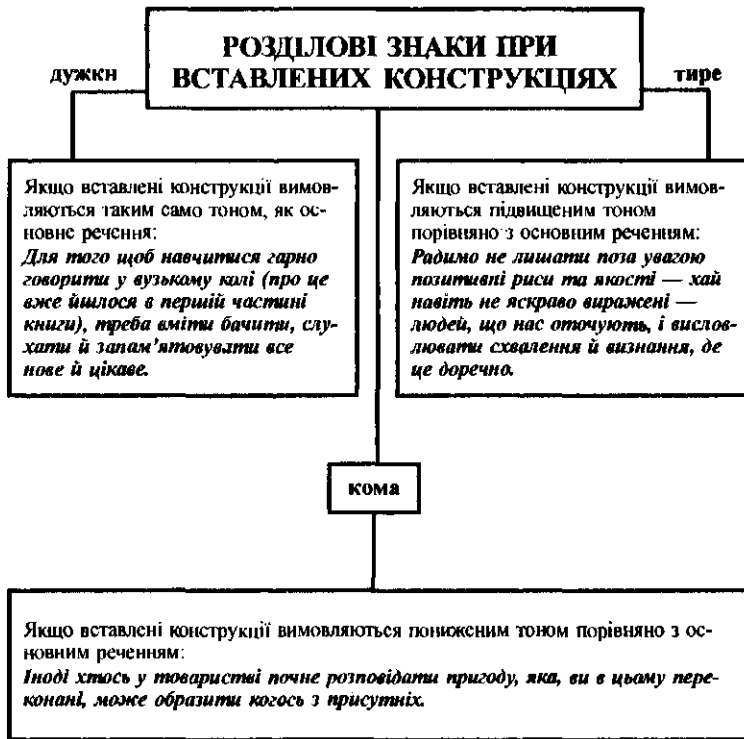 РОЗДІЛОВІ ЗНАКИ ПРИ
ВСТАВЛЕНИХ КОНСТРУКЦІЯХ
дужки
тире
Якщо вставлені конструкції вимов-
ляються таким само тоном, як ос-
новне речення:
Для того щоб навчитися гарно
говорити у вузькому колі (про це
вже йшлося в першій частині
книги), треба вміти бачити, слу-
хати й запам’ятовувати все
нове й цікаве.
Якщо вставлені конструкції вимов-
ляються підвищеним тоном
порівняно з основним реченням:
Радимо не лишати поза увагою
позитивні риси та якості — хай
навіть не яскраво виражені —
людей, що нас оточують, і вислов-
лювати схвалення й визнання, де
це доречно.
кома
Якщо вставлені конструкції вимовляються пониженим тоном порівняно з ос-
новним реченням:
Іноді хтось у товаристві почне розповідати пригоду, яка, ви в цьому пере-
конані, може образити когось з присутніх.